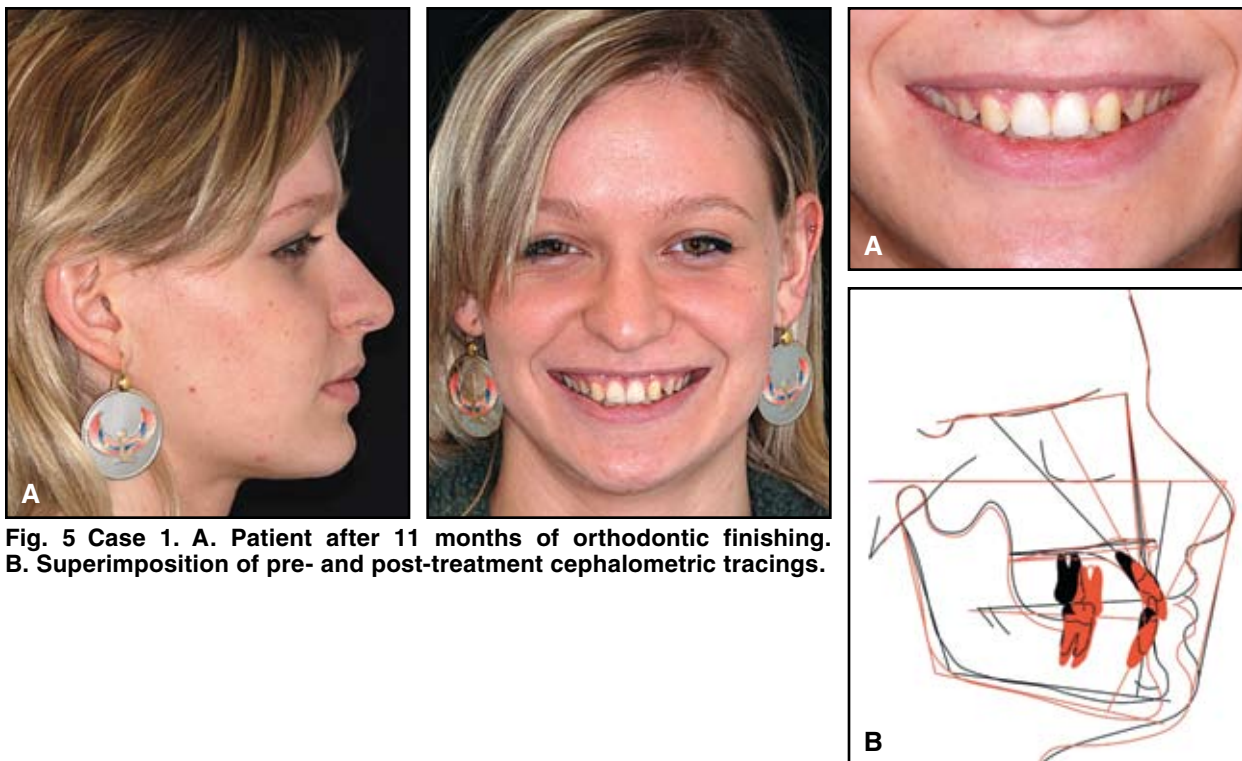 A
A
Fig. 5 Case 1. A. Patient after 11 months of orthodontic finishing.
B. Superimposition of pre- and post-treatment cephalometric tracings.
B